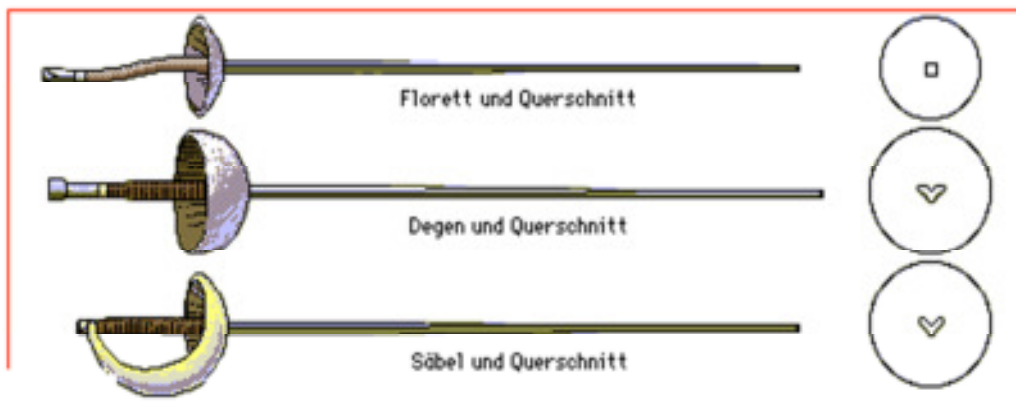 Florett und Querschnitt
Degen und Querschnitt
Säbel und Querschnitt